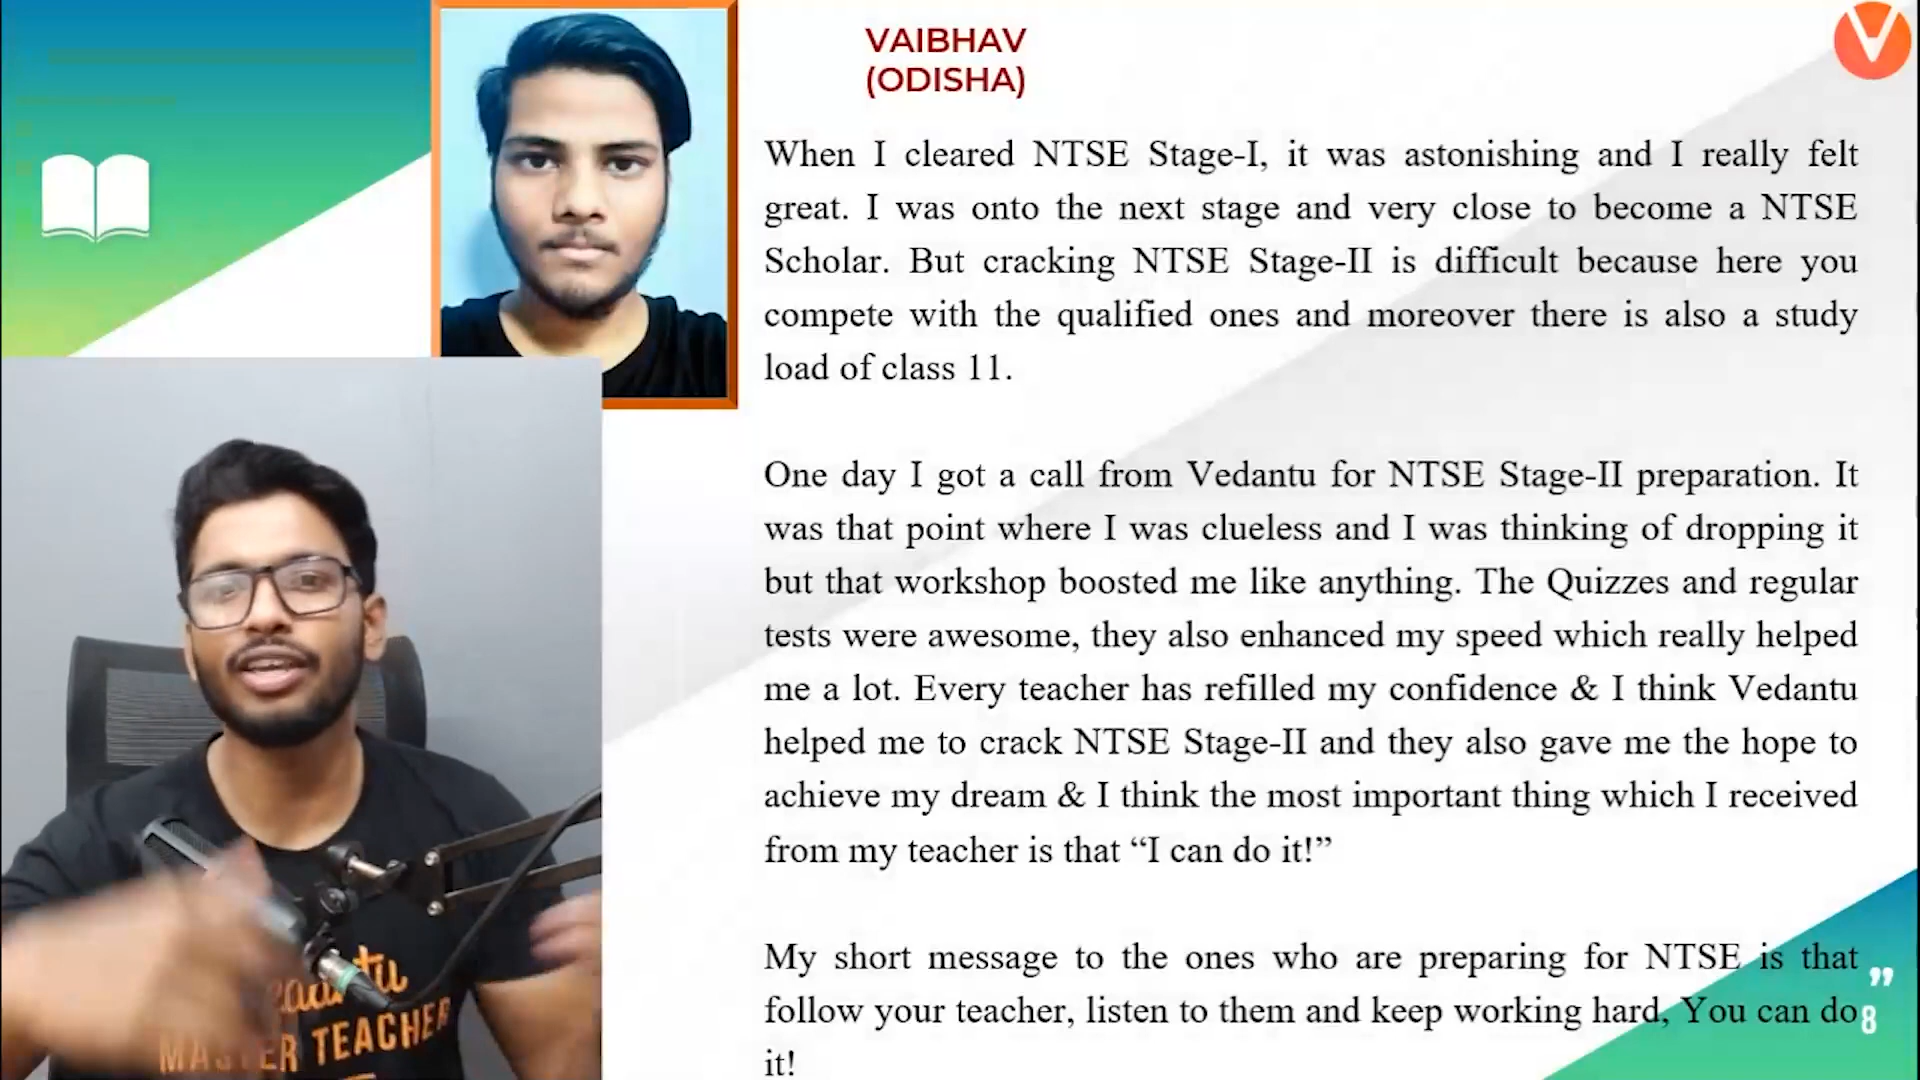 VAIBHAV
(ODISHA)
When I cleared NTSE Stage-I, it was astonishing and I really felt
great. I was onto the next stage and very close to become a NTSE
Scholar. But cracking NTSE Stage-II is difficult because here you
compete with the qualified ones and moreover there is also a study
load of class 11.
One day I got a call from Vedantu for NTSE Stage-II preparation. It
was that point where I was clueless and I was thinking of dropping it
but that workshop boosted me like anything. The Quizzes and regular
tests were awesome, they also enhanced my speed which really helped
me a lot. Every teacher has refilled my confidence & I think Vedantu
helped me to crack NTSE Stage-II and they also gave me the hope to
achieve my dream & I think the most important thing which I received
from my teacher is that “I can do it!”
My short message to the ones who are preparing for NTSE is that
follow your teacher, listen to them and keep working hard, You can do
it!
”
8
TEACHER